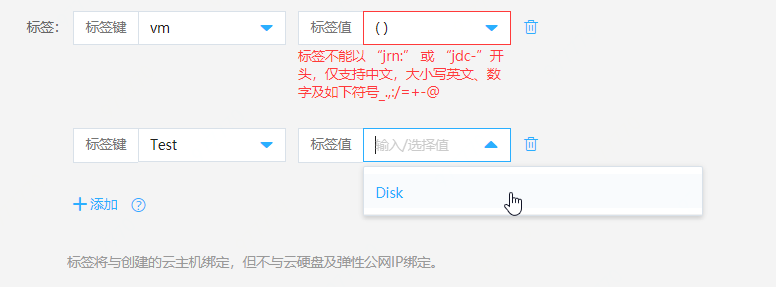 标签： 标签键 vm 标签值 ( )
标签不能以 “jrn:” 或 “jdc-”开
头，仅支持中文，大小写英文、数
字及如下符号_.,:/=+-@
标签键 Test 标签值 输入/选择值
Disk
添加 ?
标签将与创建的云主机绑定，但不与云硬盘及弹性公网IP绑定。